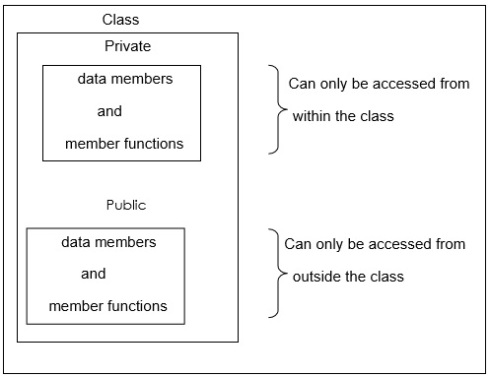 Class
Private
data members
and
member functions
Can only be accessed from
within the class
Public
data members
and
member functions
Can only be accessed from
outside the class